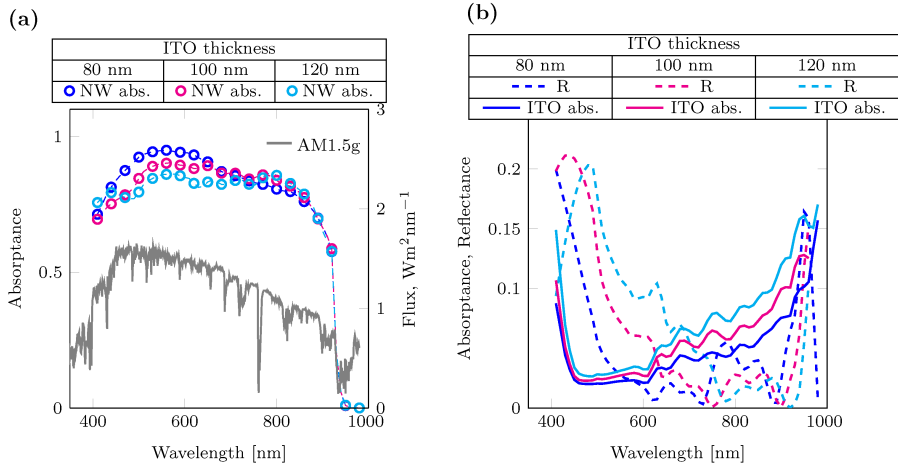 (a)
ITO thickness
80 nm 100 nm 120 nm
NW abs. NW abs. NW abs.
1
0.5
0
3
2
1
0
AM1.5g
Absorptance
Flux, Wm²nm⁻¹
400 600 800 1000
Wavelength [nm]
(b)
ITO thickness
80 nm 100 nm 120 nm
R R R
ITO abs. ITO abs. ITO abs.
0.2
0.15
0.1
0
Absorptance, Reflectance
400 600 800 1000
Wavelength [nm]